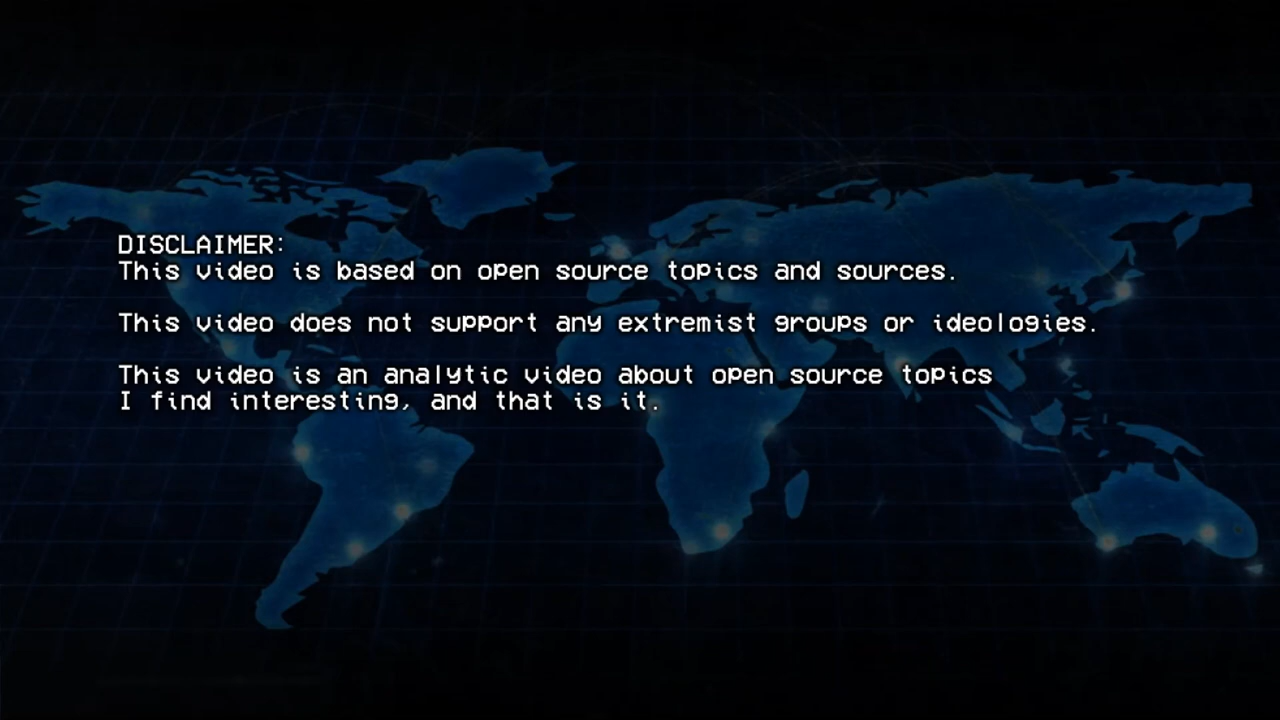 DISCLAIMER:
This video is based on open source topics and sources.
This video does not support any extremist groups or ideologies.
This video is an analytic video about open source topics
I find interesting, and that is it.